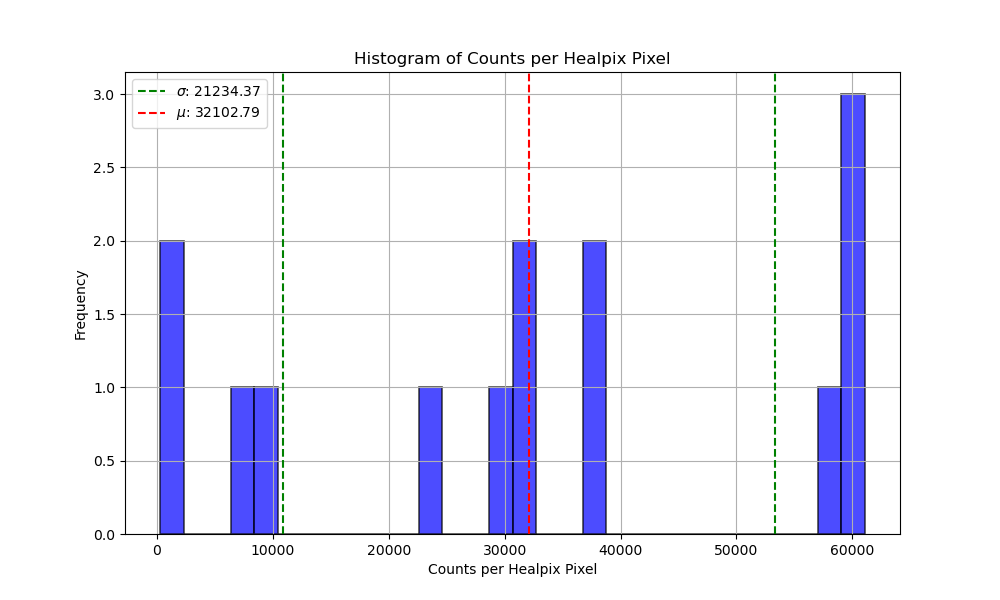 Histogram of Counts per Healpix Pixel
σ: 21234.37
μ: 32102.79
3.0
2.5
2.0
1.5
1.0
0.5
0.0
Frequency
0 10000 20000 30000 40000 50000 60000
Counts per Healpix Pixel